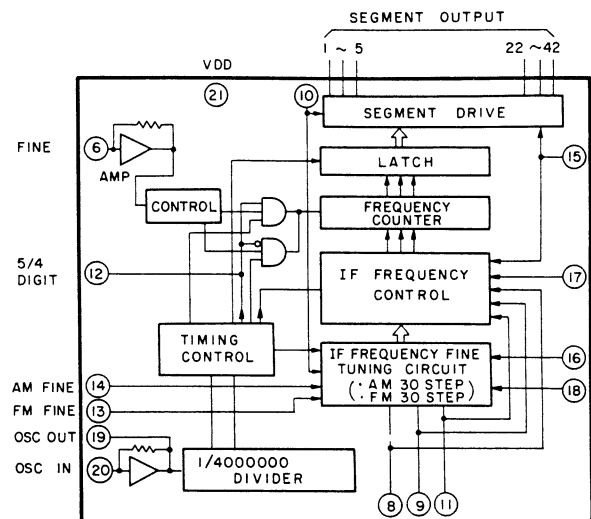 SEGMENT OUTPUT
1 ~ 5
22 ~ 42
VDD
21
10
SEGMENT DRIVE
FINE
6
AMP
LATCH
15
CONTROL
FREQUENCY
COUNTER
5/4
DIGIT
12
IF FREQUENCY
CONTROL
17
TIMING
CONTROL
IF FREQUENCY FINE
TUNING CIRCUIT
(· AM 30 STEP
· FM 30 STEP)
16
18
AM FINE
14
FM FINE
13
OSC OUT
19
OSC IN
20
1/4000000
DIVIDER
8
9
11